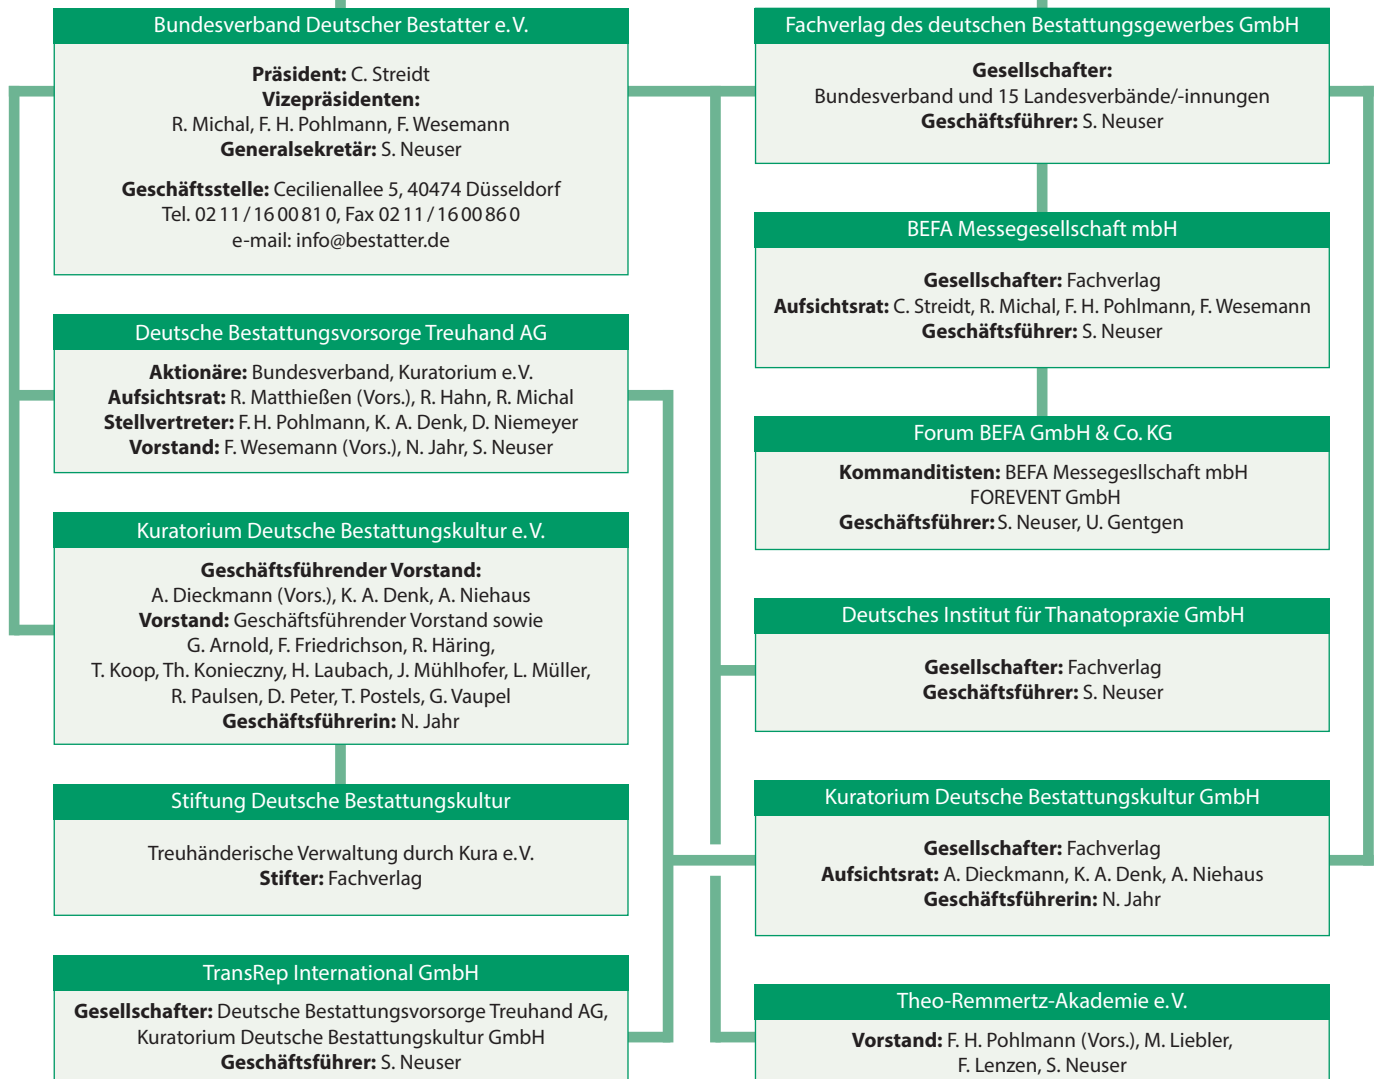 Bundesverband Deutscher Bestatter e.V.
Präsident: C. Streidt
Vizepräsidenten:
R. Michal, F. H. Pohlmann, F. Wesemann
Generalsekretär: S. Neuser
Geschäftsstelle: Cecilienallee 5, 40474 Düsseldorf
Tel. 02 11 / 16 00 81 0, Fax 02 11 / 16 00 86 0
e-mail: info@bestatter.de
Deutsche Bestattungsvorsorge Treuhand AG
Aktionäre: Bundesverband, Kuratorium e.V.
Aufsichtsrat: R. Matthießen (Vors.), R. Hahn, R. Michal
Stellvertreter: F. H. Pohlmann, K. A. Denk, D. Niemeyer
Vorstand: F. Wesemann (Vors.), N. Jahr, S. Neuser
Kuratorium Deutsche Bestattungskultur e.V.
Geschäftsführender Vorstand:
A. Dieckmann (Vors.), K. A. Denk, A. Niehaus
Vorstand: Geschäftsführender Vorstand sowie
G. Arnold, F. Friedrichson, R. Häring,
T. Koop, Th. Konieczny, H. Laubach, J. Mühlhofer, L. Müller,
R. Paulsen, D. Peter, T. Postels, G. Vaupel
Geschäftsführerin: N. Jahr
Stiftung Deutsche Bestattungskultur
Treuhänderische Verwaltung durch Kura e.V.
Stifter: Fachverlag
TransRep International GmbH
Gesellschafter: Deutsche Bestattungsvorsorge Treuhand AG,
Kuratorium Deutsche Bestattungskultur GmbH
Geschäftsführer: S. Neuser
Fachverlag des deutschen Bestattungsgewerbes GmbH
Gesellschafter:
Bundesverband und 15 Landesverbände/-innungen
Geschäftsführer: S. Neuser
BEFA Messegesellschaft mbH
Gesellschafter: Fachverlag
Aufsichtsrat: C. Streidt, R. Michal, F. H. Pohlmann, F. Wesemann
Geschäftsführer: S. Neuser
Forum BEFA GmbH & Co. KG
Kommanditisten: BEFA Messegesllschaft mbH
FOREVENT GmbH
Geschäftsführer: S. Neuser, U. Gentgen
Deutsches Institut für Thanatopraxie GmbH
Gesellschafter: Fachverlag
Geschäftsführer: S. Neuser
Kuratorium Deutsche Bestattungskultur GmbH
Gesellschafter: Fachverlag
Aufsichtsrat: A. Dieckmann, K. A. Denk, A. Niehaus
Geschäftsführerin: N. Jahr
Theo-Remmertz-Akademie e.V.
Vorstand: F. H. Pohlmann (Vors.), M. Liebler,
F. Lenzen, S. Neuser